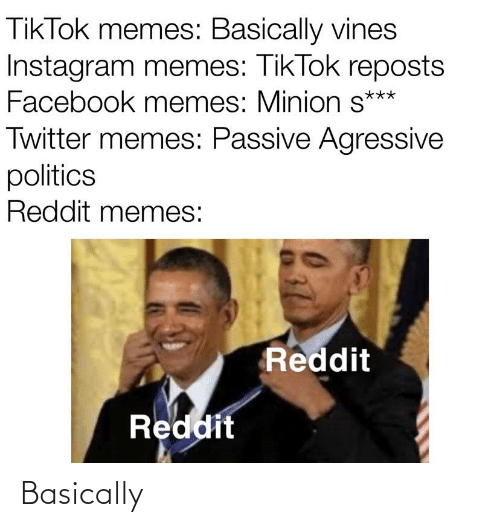 TikTok memes: Basically vines
Instagram memes: TikTok reposts
Facebook memes: Minion s***
Twitter memes: Passive Agressive
politics
Reddit memes:
Reddit
Reddit
Basically